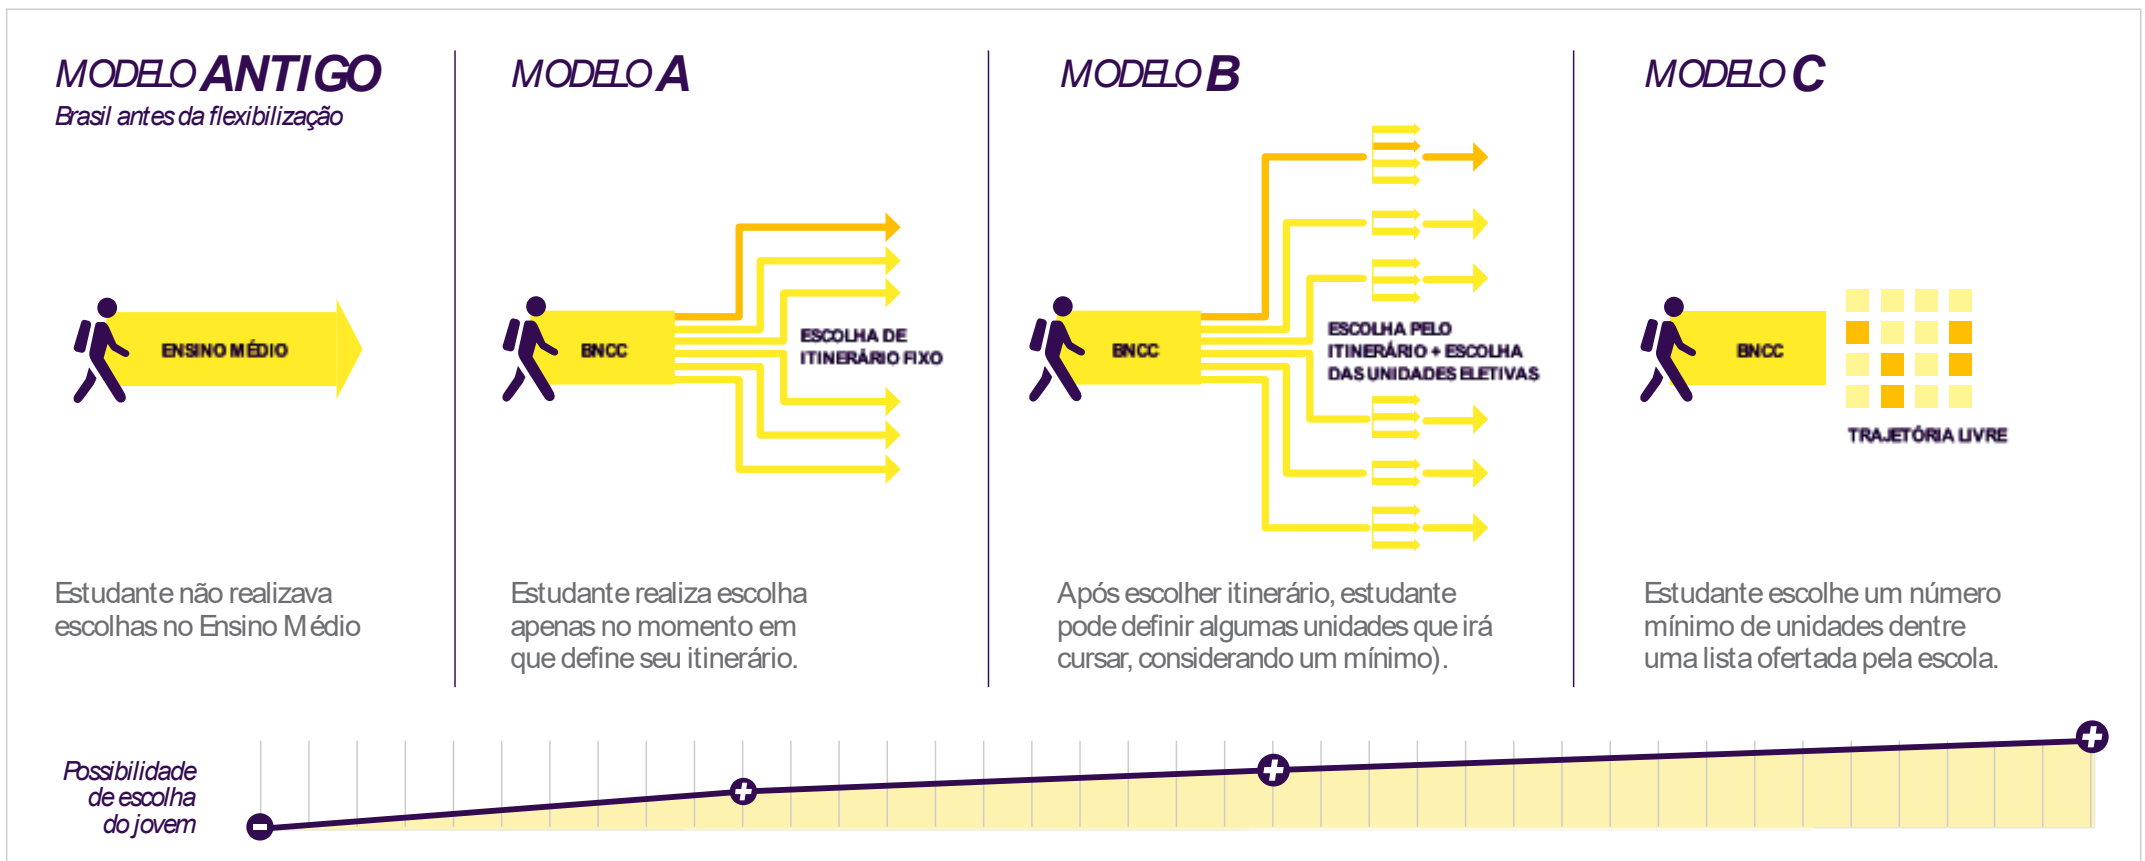 MODELO ANTIGO
Brasil antes da flexibilização
ENSINO MÉDIO
Estudante não realizava
escolhas no Ensino Médio
MODELO A
BNCC
ESCOLHA DE
ITINERÁRIO FIXO
Estudante realiza escolha
apenas no momento em
que define seu itinerário.
MODELO B
BNCC
ESCOLHA PELO
ITINERÁRIO + ESCOLHA
DAS UNIDADES ELETIVAS
Após escolher itinerário, estudante
pode definir algumas unidades que irá
cursar, considerando um mínimo).
MODELO C
BNCC
TRAJETÓRIA LIVRE
Estudante escolhe um número
mínimo de unidades dentre
uma lista ofertada pela escola.
Possibilidade
de escolha
do jovem